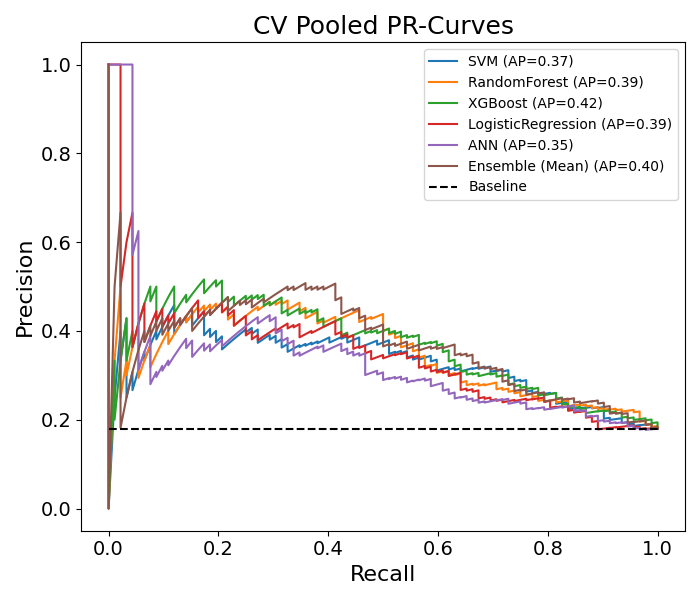 CV Pooled PR-Curves
SVM (AP=0.37)
RandomForest (AP=0.39)
XGBoost (AP=0.42)
LogisticRegression (AP=0.39)
ANN (AP=0.35)
Ensemble (Mean) (AP=0.40)
Baseline
Precision
1.0
0.8
0.6
0.4
0.2
0.0
0.0 0.2 0.4 0.6 0.8 1.0
Recall